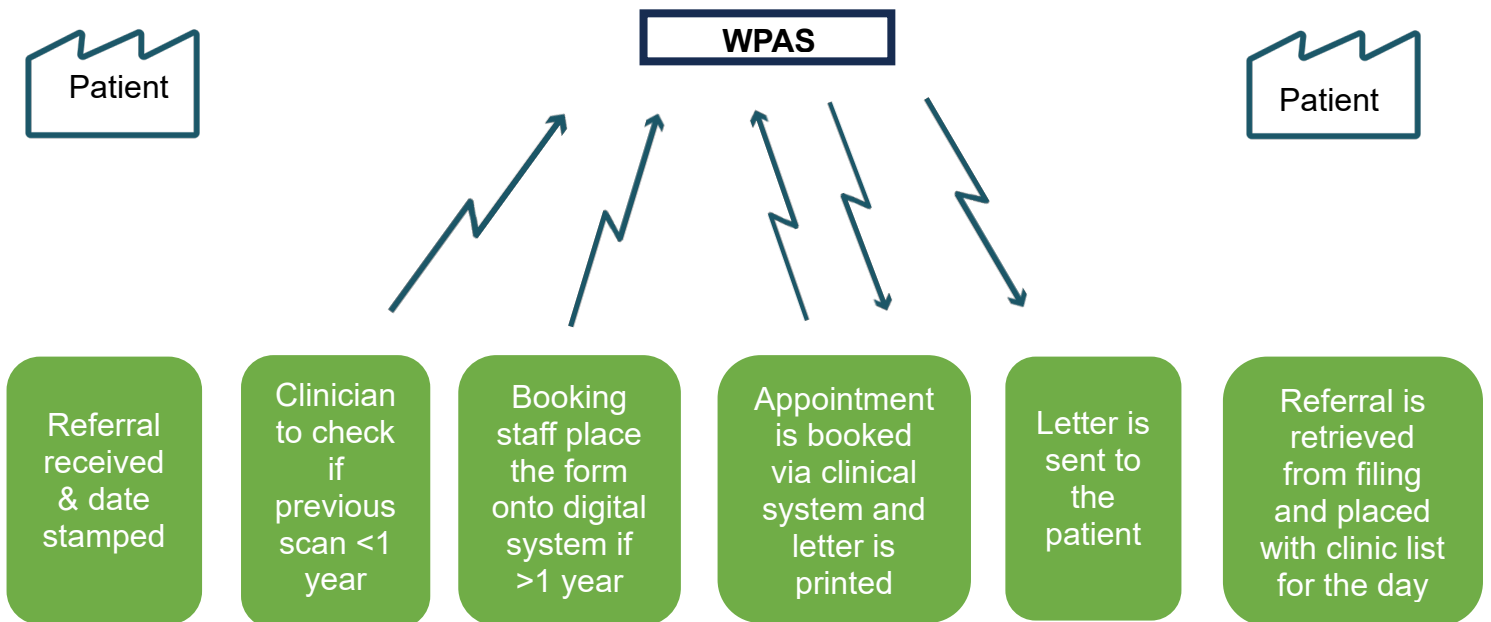 WPAS
Patient
Patient
Referral
received
& date
stamped
Clinician
to check
if
previous
scan <1
year
Booking
staff place
the form
onto digital
system if
>1 year
Appointment
is booked
via clinical
system and
letter is
printed
Letter is
sent to
the
patient
Referral is
retrieved
from filing
and placed
with clinic list
for the day